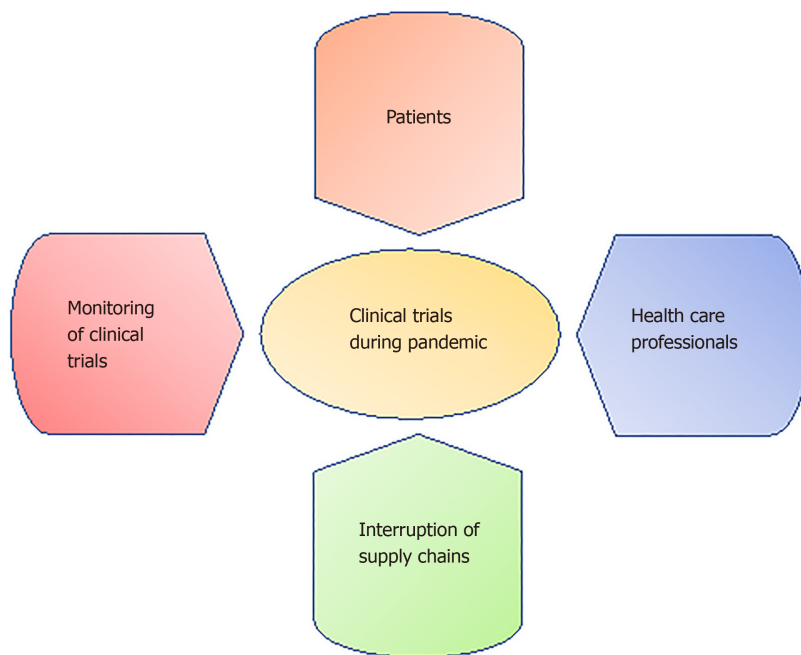 Patients
Monitoring
of clinical
trials
Clinical trials
during pandemic
Health care
professionals
Interruption of
supply chains